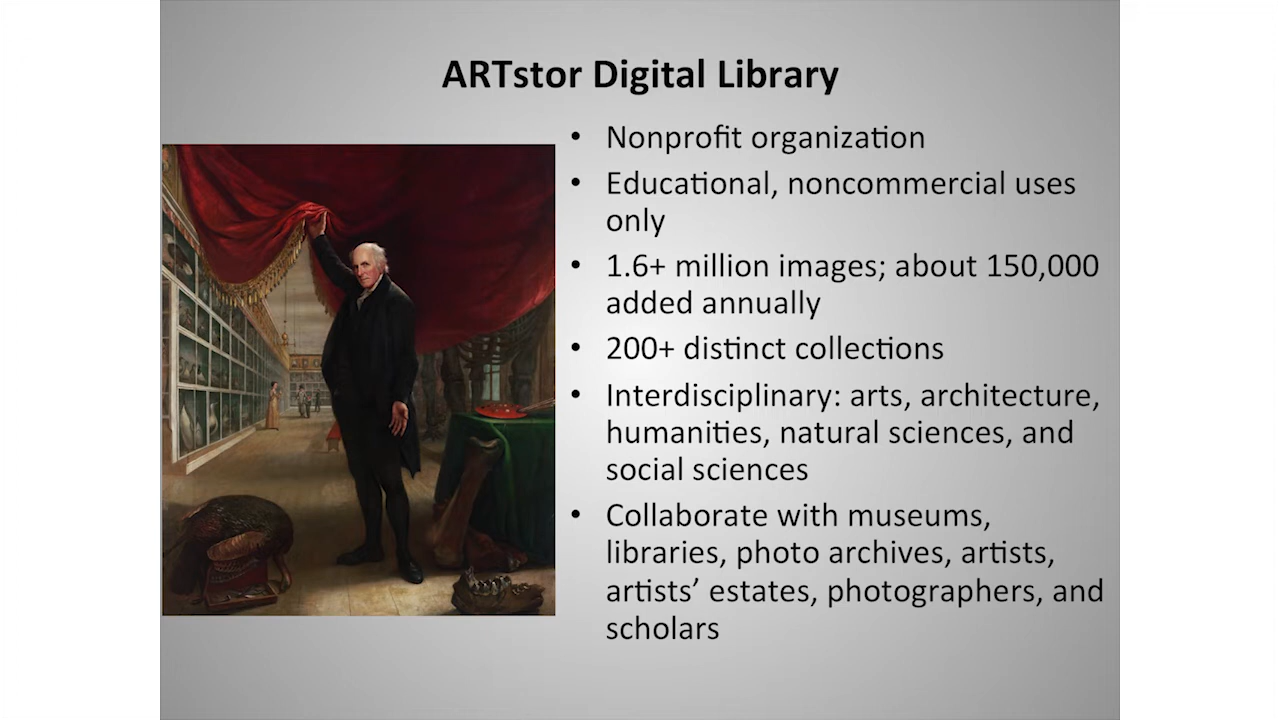 ARTstor Digital Library
• Nonprofit organization
• Educational, noncommercial uses
only
• 1.6+ million images; about 150,000
added annually
• 200+ distinct collections
• Interdisciplinary: arts, architecture,
humanities, natural sciences, and
social sciences
• Collaborate with museums,
libraries, photo archives, artists,
artists’ estates, photographers, and
scholars